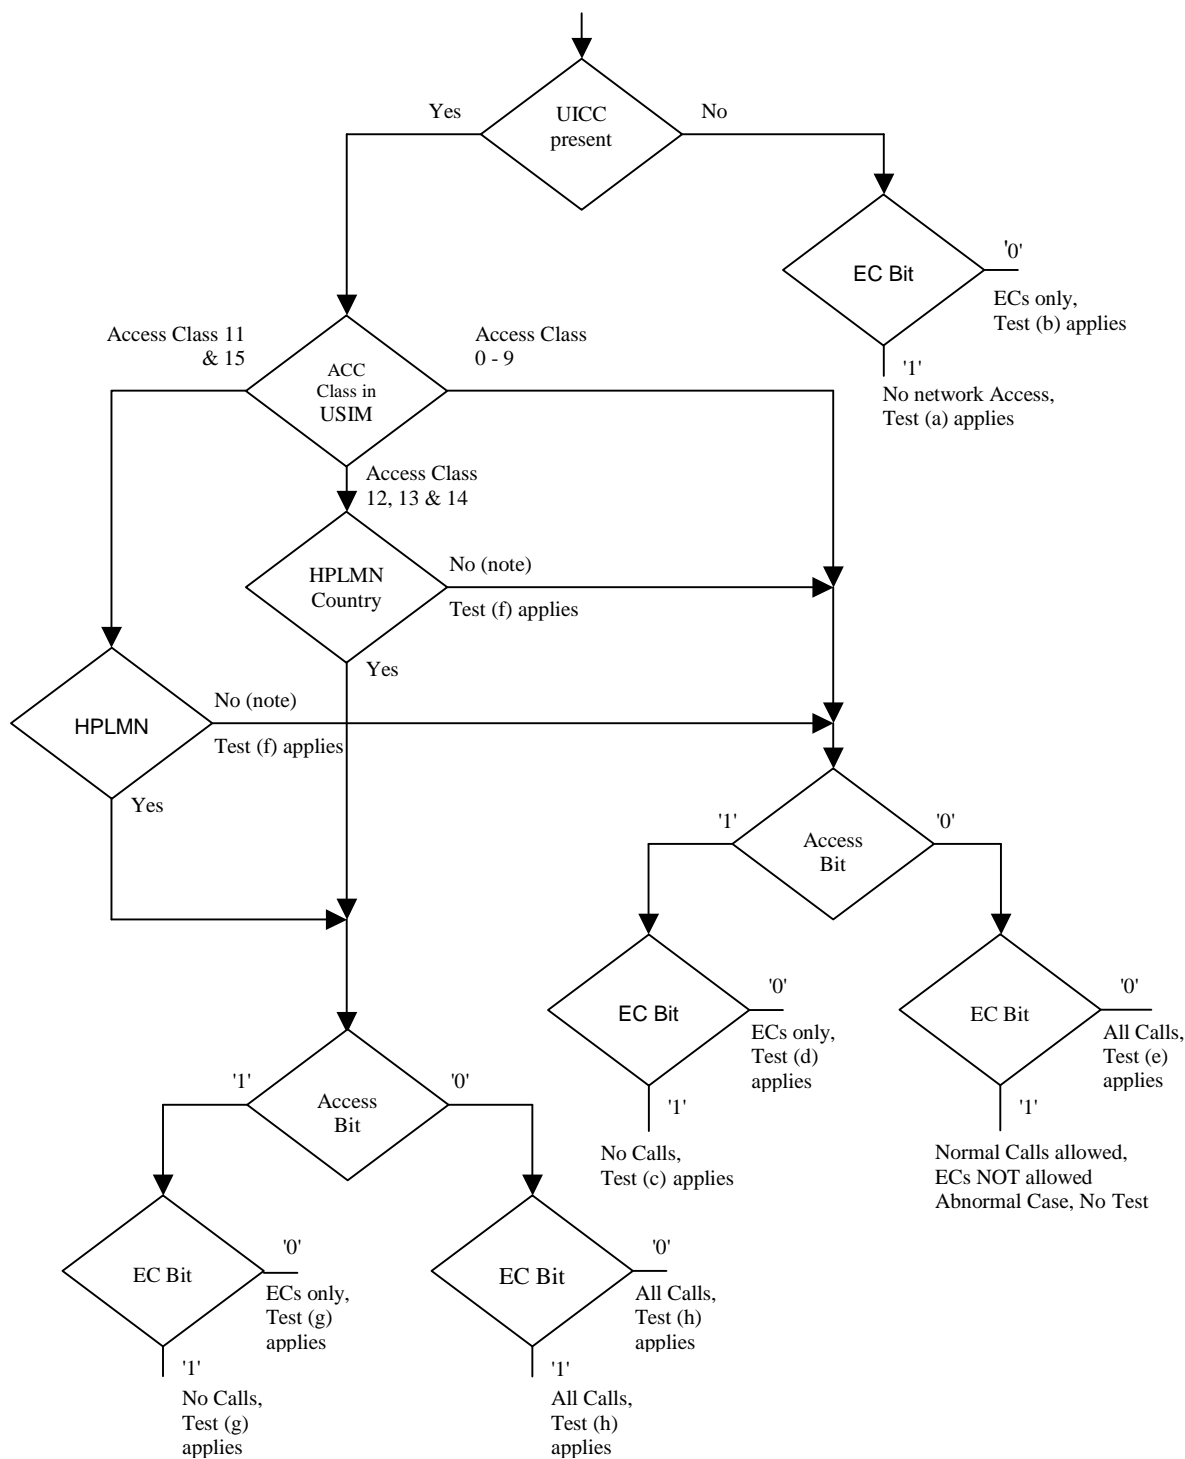 UICC
present
Yes
No
EC Bit
'0'
ECs only,
Test (b) applies
'1'
No network Access,
Test (a) applies
Access Class 11
& 15
ACC
Class in
USIM
Access Class
0 - 9
Access Class
12, 13 & 14
HPLMN
Country
No (note)
Test (f) applies
Yes
HPLMN
No (note)
Test (f) applies
Yes
Access
Bit
'1'
'0'
EC Bit
'0'
ECs only,
Test (d)
applies
'1'
No Calls,
Test (c) applies
EC Bit
'0'
All Calls,
Test (e)
applies
'1'
Normal Calls allowed,
ECs NOT allowed
Abnormal Case, No Test
Access
Bit
'1'
'0'
EC Bit
'0'
ECs only,
Test (g)
applies
'1'
No Calls,
Test (g)
applies
EC Bit
'0'
All Calls,
Test (h)
applies
'1'
All Calls,
Test (h)
applies